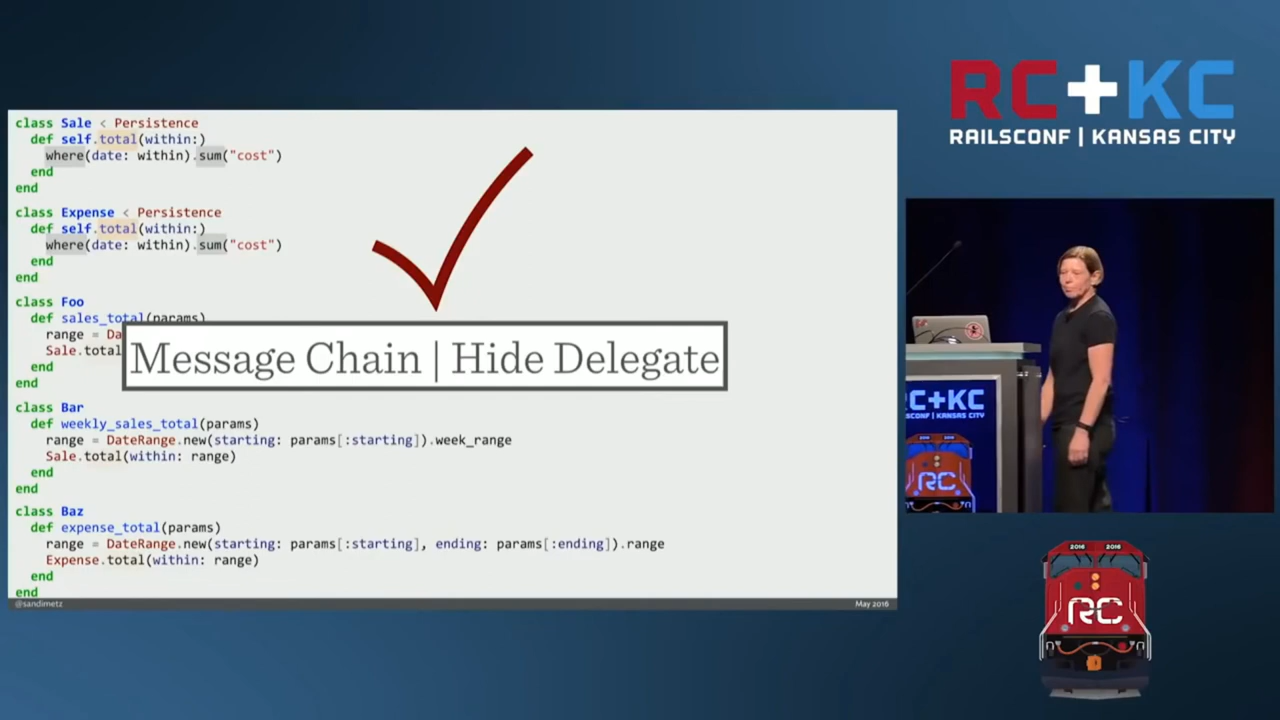 class Sale < Persistence
def self.total(within:)
where(date: within).sum("cost")
end
end
class Expense < Persistence
def self.total(within:)
where(date: within).sum("cost")
end
end
class Foo
def sales_total(params)
range = Da
Sale.total
end
end
Message Chain | Hide Delegate
class Bar
def weekly_sales_total(params)
range = DateRange.new(starting: params[:starting]).week_range
Sale.total(within: range)
end
end
class Baz
def expense_total(params)
range = DateRange.new(starting: params[:starting], ending: params[:ending]).range
Expense.total(within: range)
end
end
@sandimetz
May 2016
RC+KC
RAILSCONF | KANSAS CITY
C+KC
SCONF | KANSAS CITY
RC
2016 2016
RC